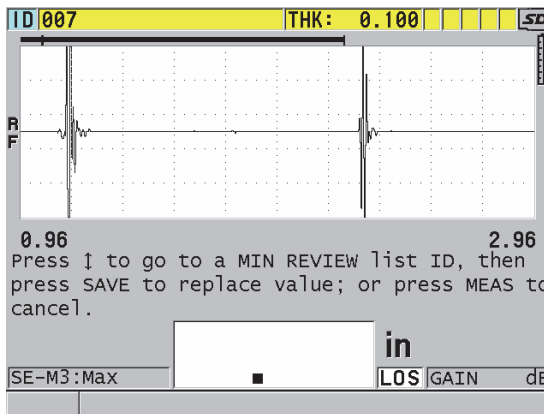 ID 007 THK: 0.100 SD
RF
0.96 2.96
Press ↕ to go to a MIN REVIEW list ID, then
press SAVE to replace value; or press MEAS to
cancel.
in
SE-M3:Max LOS GAIN dB